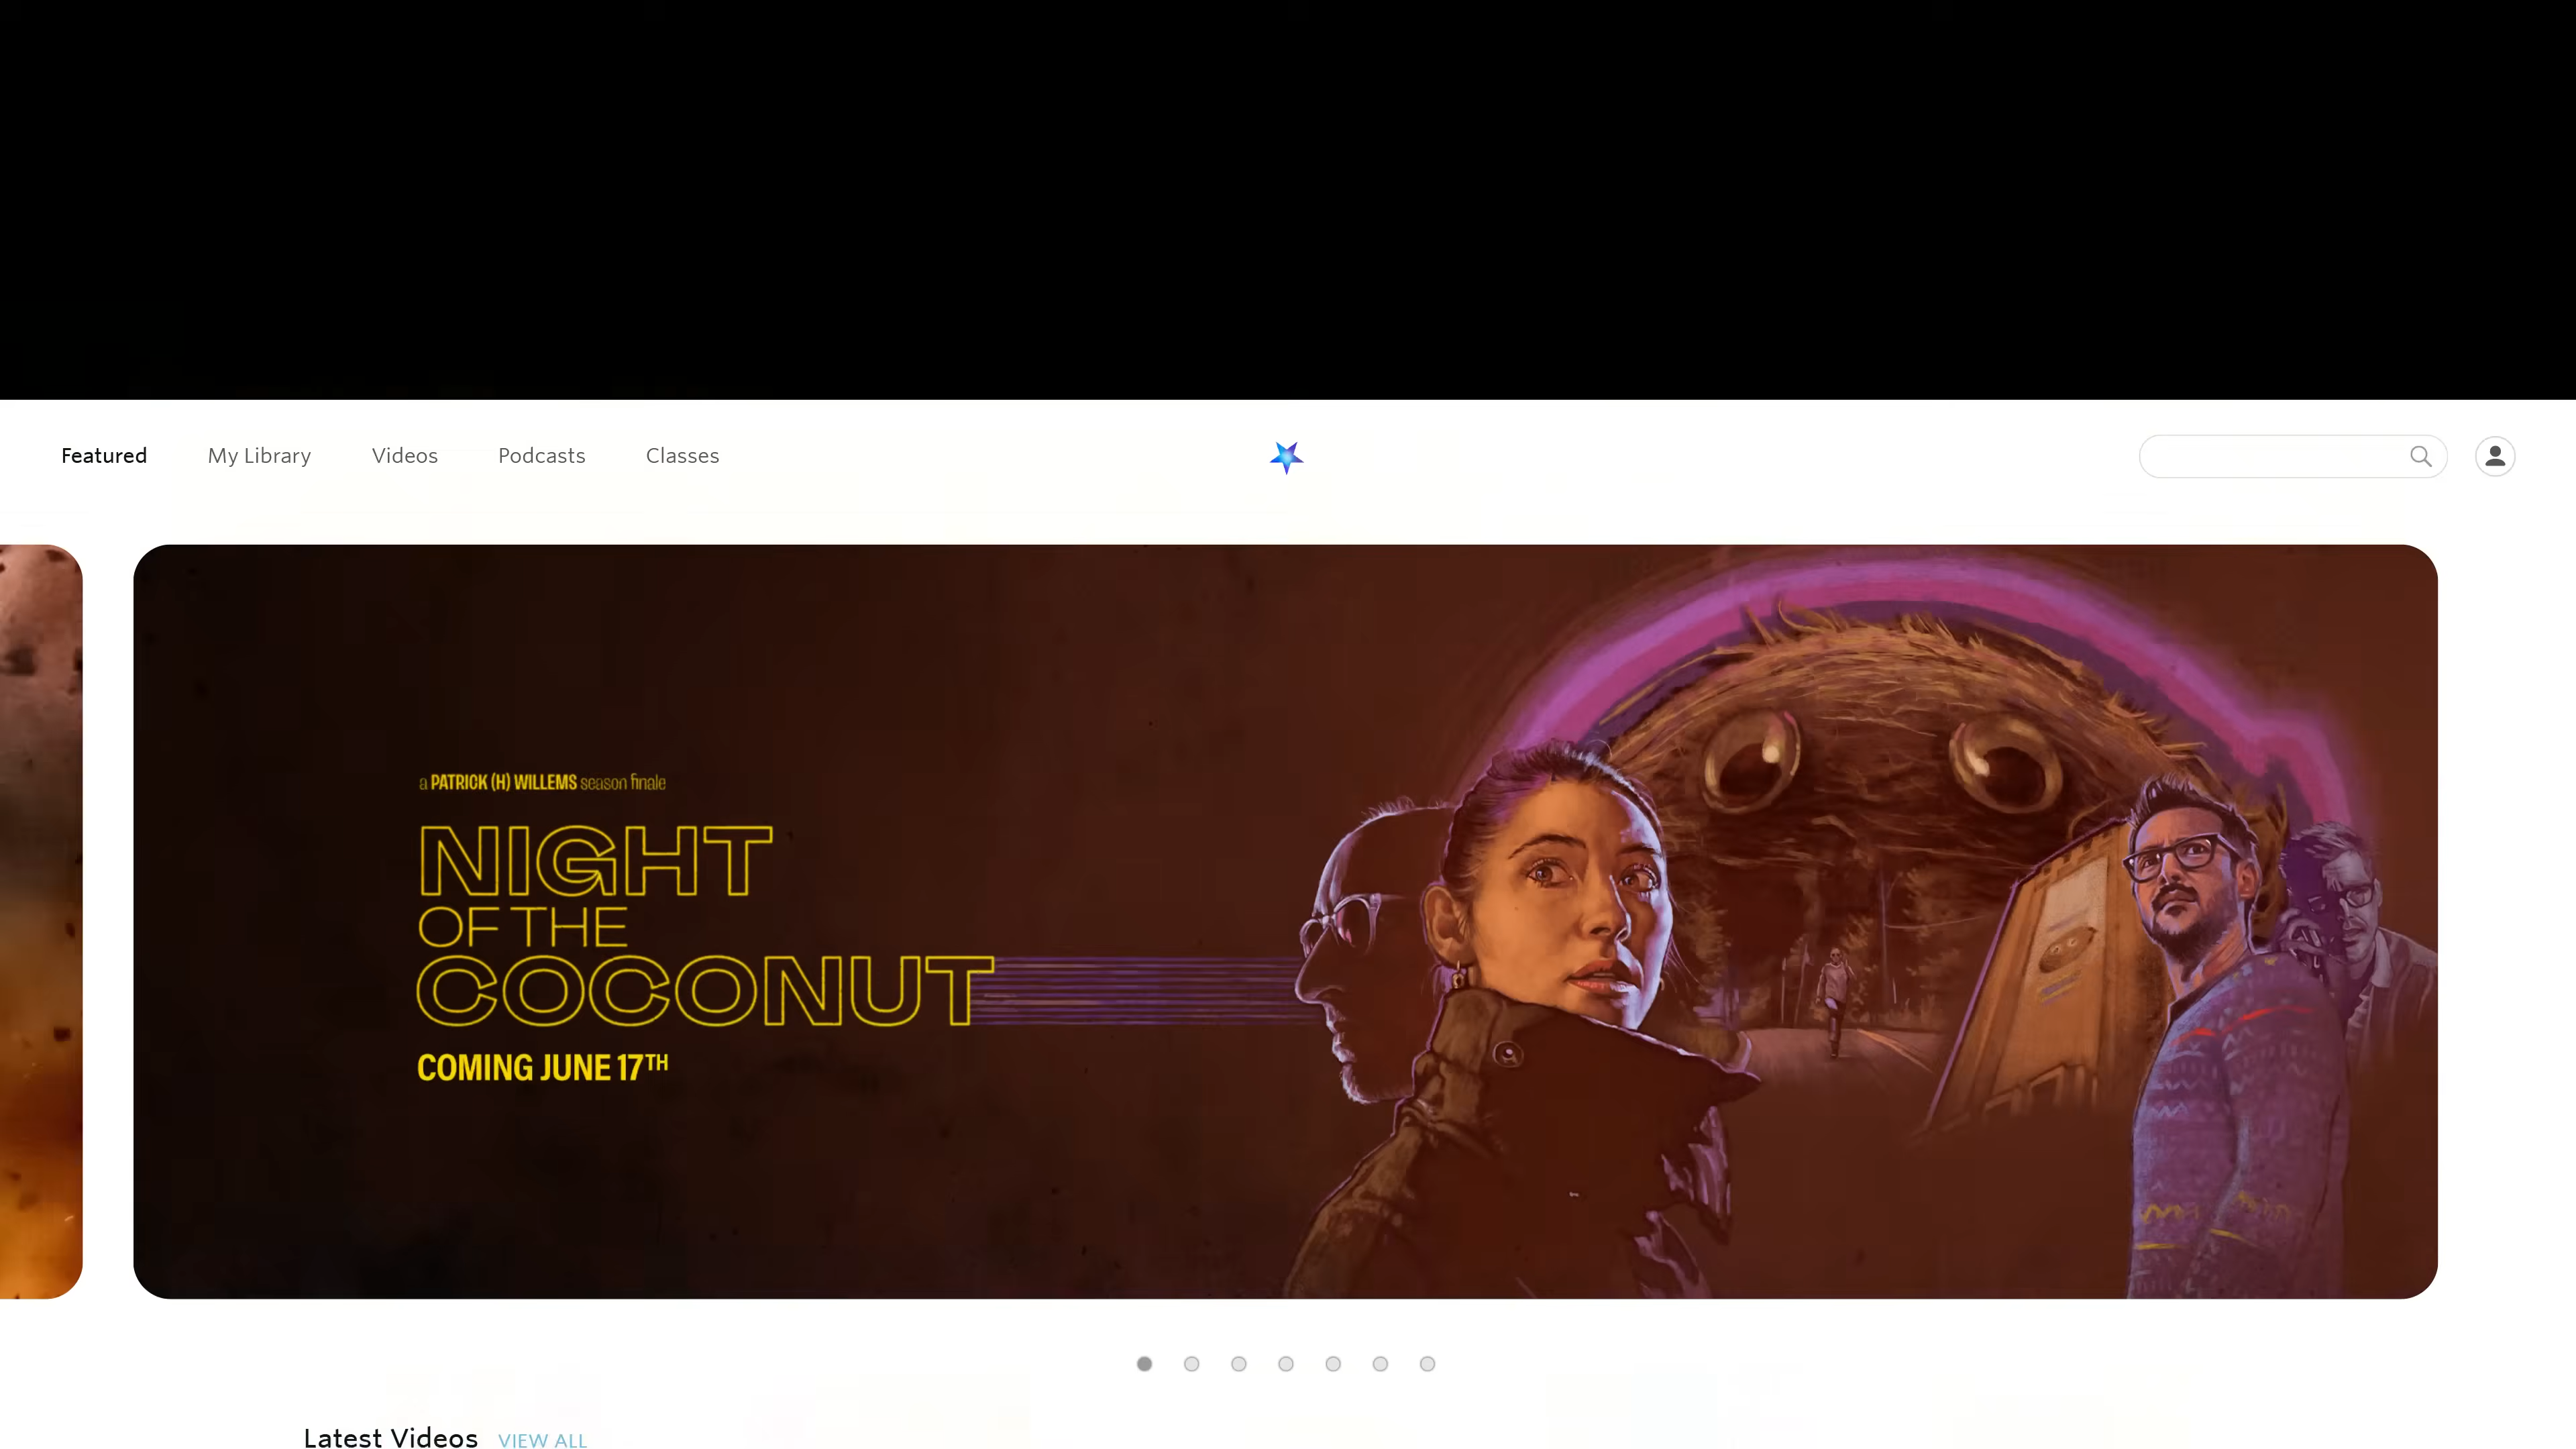 Featured
My Library
Videos
Podcasts
Classes
a PATRICK (H) WILLEMS season finale
NIGHT
OF THE
COCONUT
COMING JUNE 17TH
Latest Videos VIEW ALL